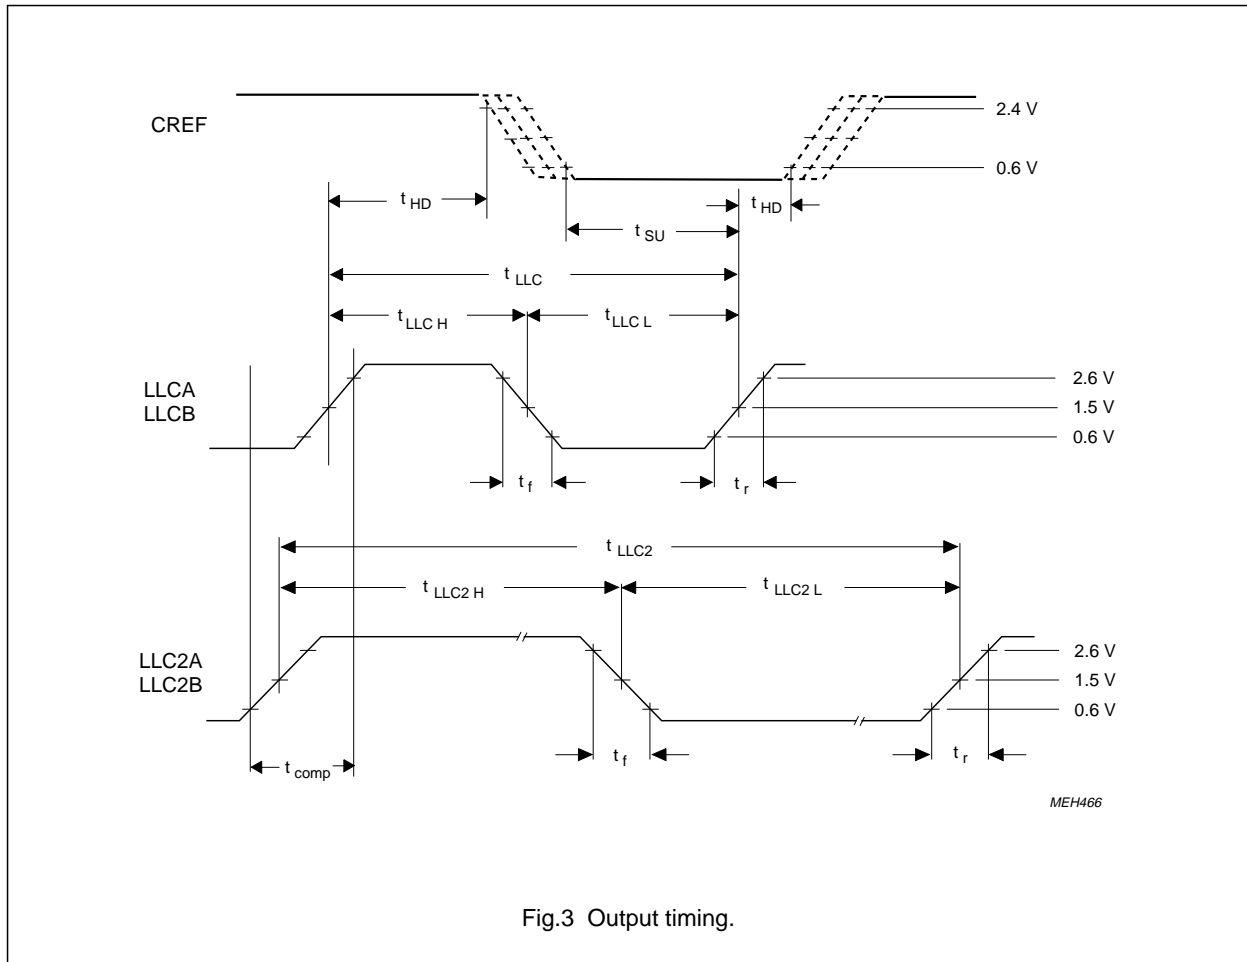 CREF
2.4 V
0.6 V
t HD
t HD
t SU
t LLC
t LLC H
t LLC L
LLCA
LLCB
2.6 V
1.5 V
0.6 V
t f
t r
t LLC2
t LLC2 H
t LLC2 L
LLC2A
LLC2B
2.6 V
1.5 V
0.6 V
t comp
t f
t r
MEH466
Fig.3 Output timing.